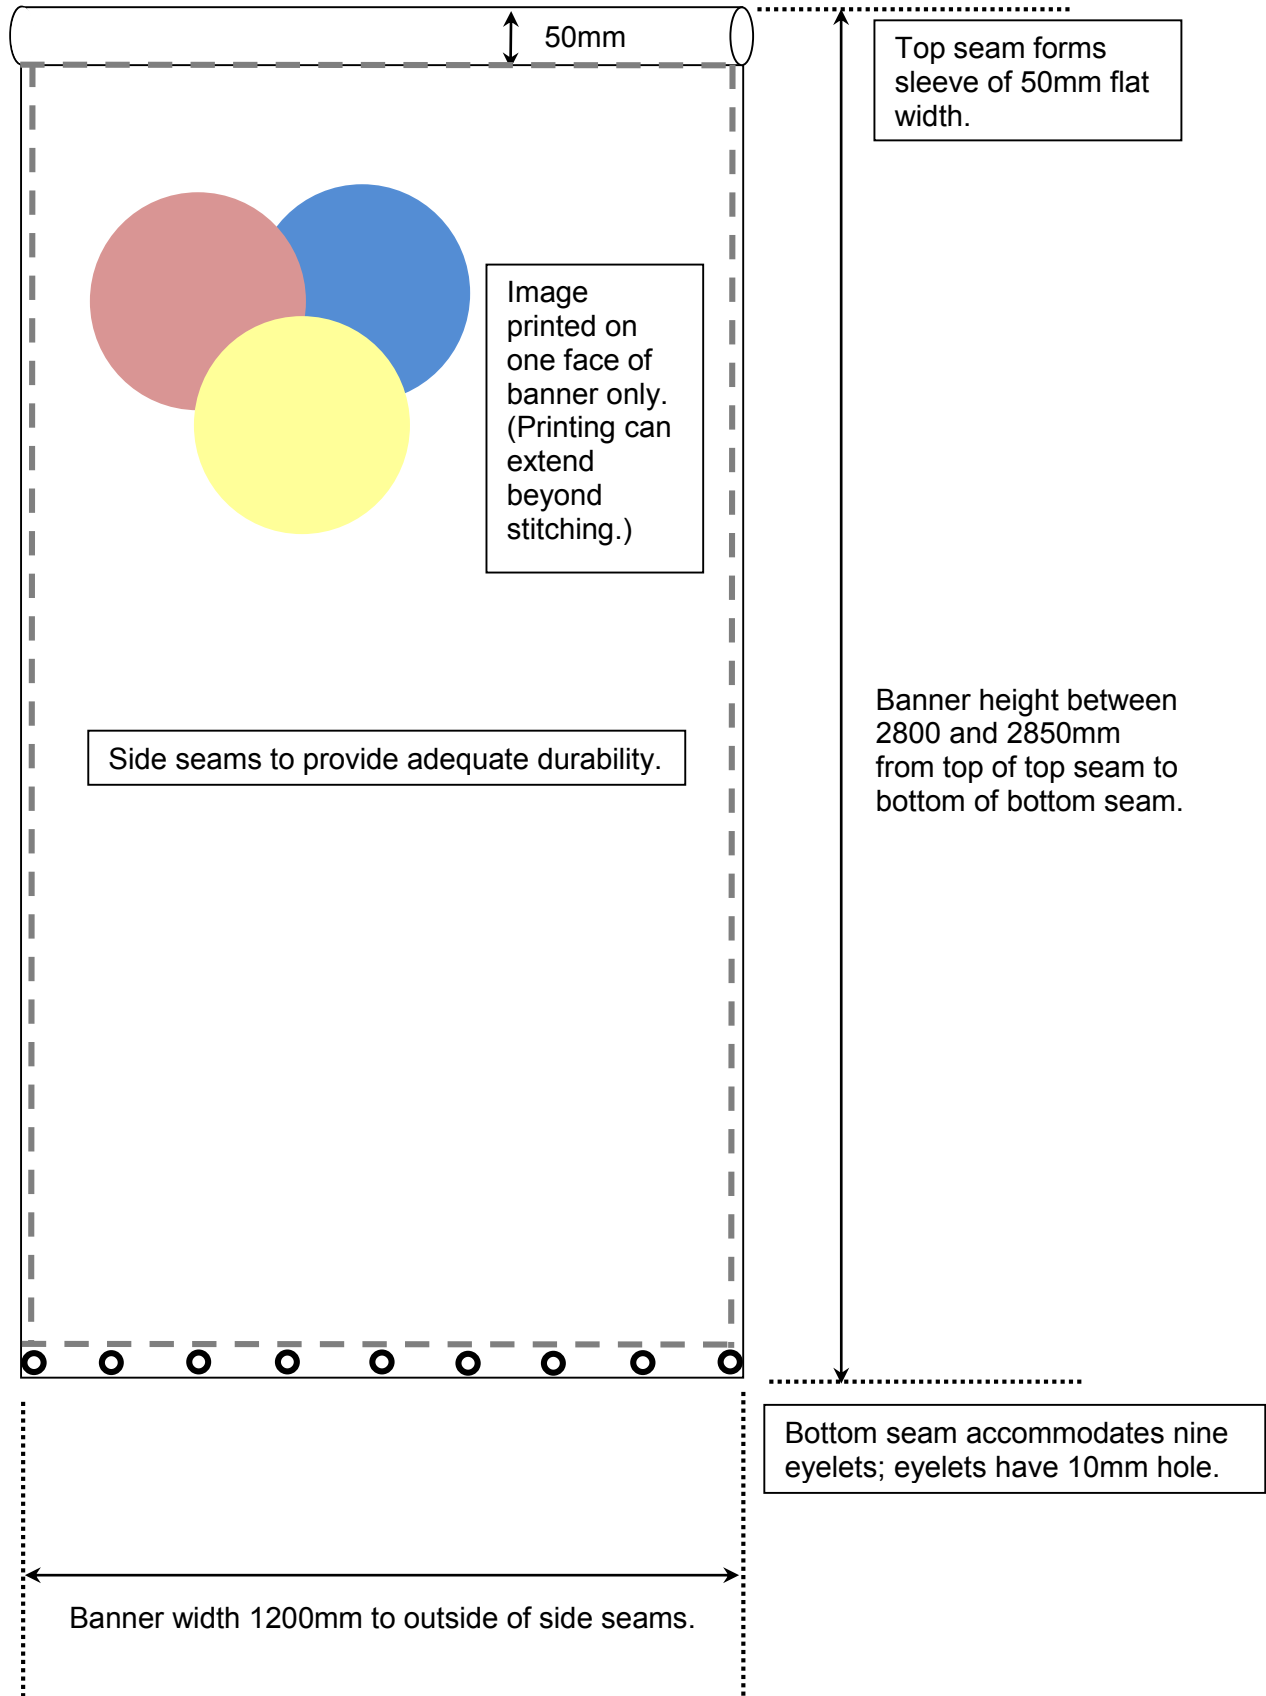 50mm
Top seam forms
sleeve of 50mm flat
width.
Image
printed on
one face of
banner only.
(Printing can
extend
beyond
stitching.)
Banner height between
2800 and 2850mm
from top of top seam to
bottom of bottom seam.
Side seams to provide adequate durability.
Bottom seam accommodates nine
eyelets; eyelets have 10mm hole.
Banner width 1200mm to outside of side seams.